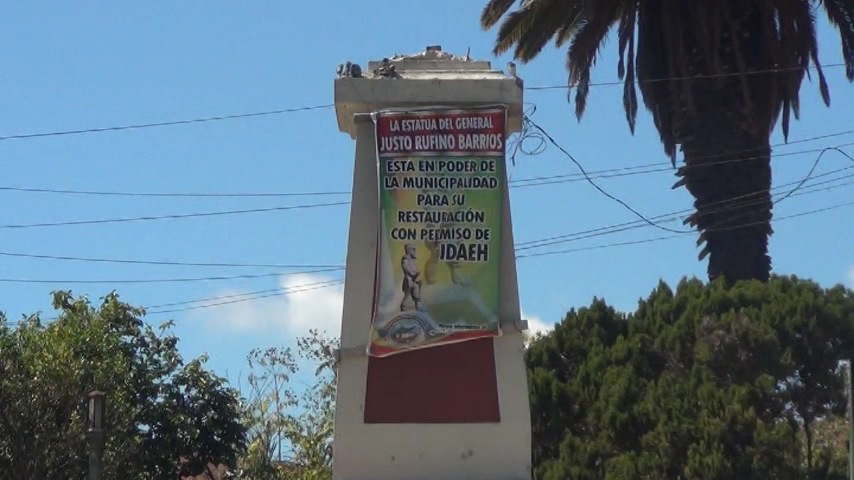 LA ESTATUA DEL GENERAL
JUSTO RUFINO BARRIOS
ESTA EN PODER DE
LA MUNICIPALIDAD
PARA SU
RESTAURACIÓN
CON PERMISO DE
IDAEH